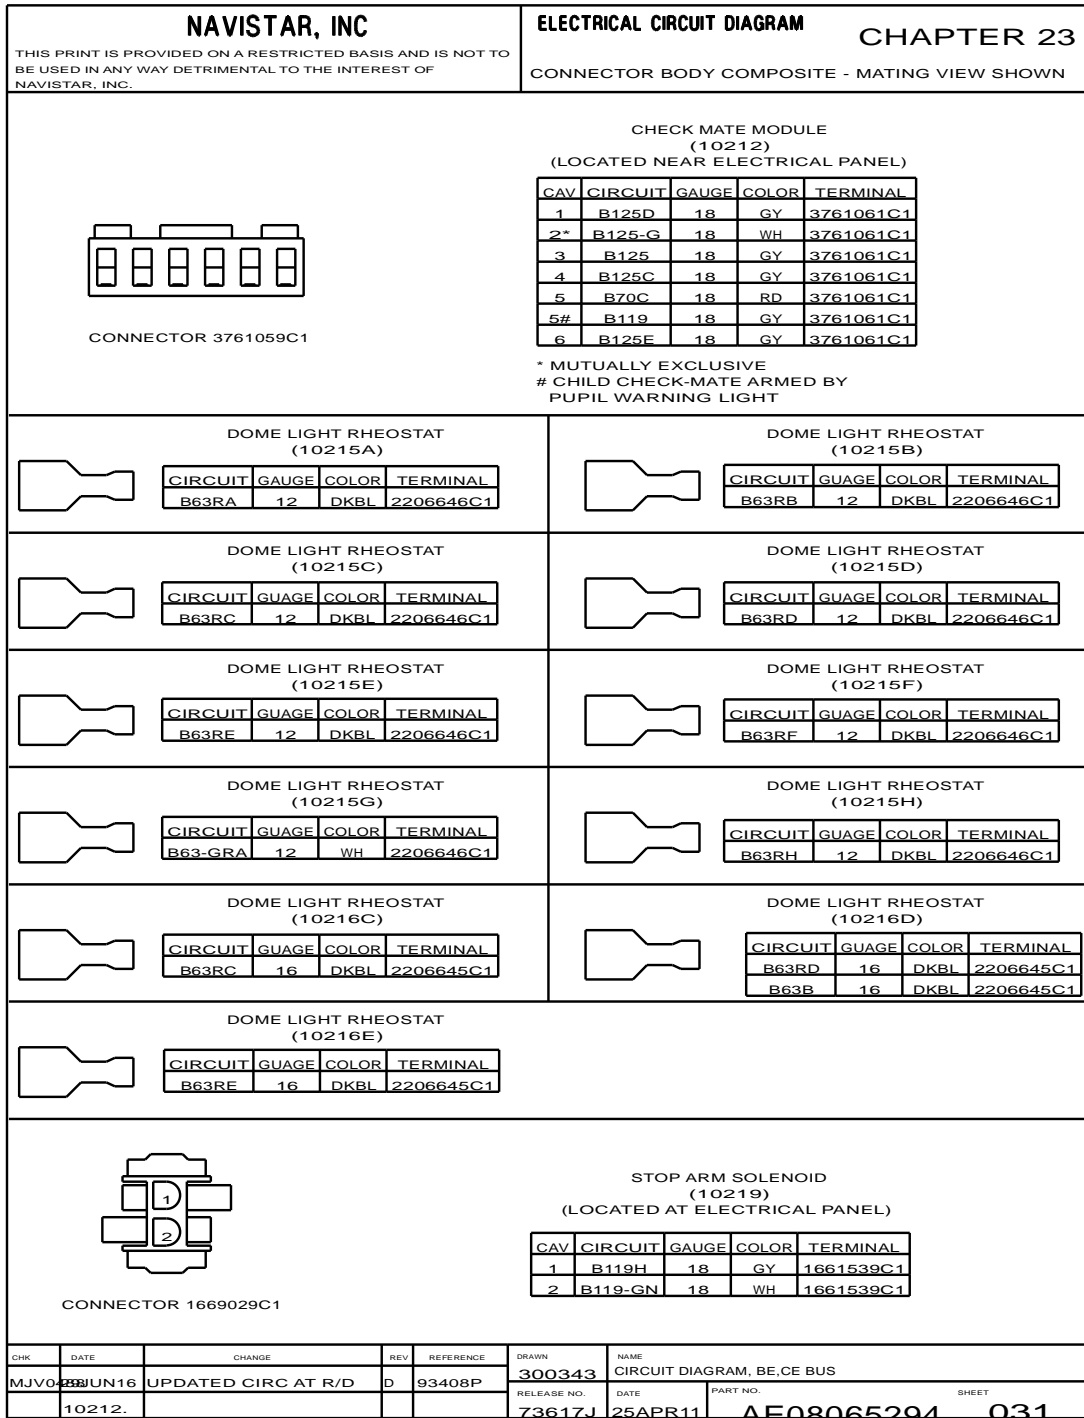 NAVISTAR, INC
THIS PRINT IS PROVIDED ON A RESTRICTED BASIS AND IS NOT TO
BE USED IN ANY WAY DETRIMENTAL TO THE INTEREST OF
NAVISTAR, INC.
ELECTRICAL CIRCUIT DIAGRAM
CHAPTER 23
CONNECTOR BODY COMPOSITE - MATING VIEW SHOWN
CHECK MATE MODULE
(10212)
(LOCATED NEAR ELECTRICAL PANEL)
CAV CIRCUIT GAUGE COLOR TERMINAL
1 B125D 18 GY 3761061C1
2* B125-G 18 WH 3761061C1
3 B125 18 GY 3761061C1
4 B125C 18 GY 3761061C1
5 B70C 18 RD 3761061C1
5# B119 18 GY 3761061C1
6 B125E 18 GY 3761061C1
CONNECTOR 3761059C1
* MUTUALLY EXCLUSIVE
# CHILD CHECK-MATE ARMED BY
PUPIL WARNING LIGHT
DOME LIGHT RHEOSTAT
(10215A)
CIRCUIT GAUGE COLOR TERMINAL
B63RA 12 DKBL 2206646C1
DOME LIGHT RHEOSTAT
(10215B)
CIRCUIT GUAGE COLOR TERMINAL
B63RB 12 DKBL 2206646C1
DOME LIGHT RHEOSTAT
(10215C)
CIRCUIT GUAGE COLOR TERMINAL
B63RC 12 DKBL 2206646C1
DOME LIGHT RHEOSTAT
(10215D)
CIRCUIT GUAGE COLOR TERMINAL
B63RD 12 DKBL 2206646C1
DOME LIGHT RHEOSTAT
(10215E)
CIRCUIT GUAGE COLOR TERMINAL
B63RE 12 DKBL 2206646C1
DOME LIGHT RHEOSTAT
(10215F)
CIRCUIT GUAGE COLOR TERMINAL
B63RF 12 DKBL 2206646C1
DOME LIGHT RHEOSTAT
(10215G)
CIRCUIT GUAGE COLOR TERMINAL
B63-GRA 12 WH 2206646C1
DOME LIGHT RHEOSTAT
(10215H)
CIRCUIT GUAGE COLOR TERMINAL
B63RH 12 DKBL 2206646C1
DOME LIGHT RHEOSTAT
(10216C)
CIRCUIT GUAGE COLOR TERMINAL
B63RC 16 DKBL 2206645C1
DOME LIGHT RHEOSTAT
(10216D)
CIRCUIT GUAGE COLOR TERMINAL
B63RD 16 DKBL 2206645C1
B63B 16 DKBL 2206645C1
DOME LIGHT RHEOSTAT
(10216E)
CIRCUIT GUAGE COLOR TERMINAL
B63RE 16 DKBL 2206645C1
1
2
CONNECTOR 1669029C1
STOP ARM SOLENOID
(10219)
(LOCATED AT ELECTRICAL PANEL)
CAV CIRCUIT GAUGE COLOR TERMINAL
1 B119H 18 GY 1661539C1
2 B119-GN 18 WH 1661539C1
CHK DATE CHANGE REV REFERENCE
UPDATED CIRC AT R/D D 93408P
10212.
DRAWN
300343
NAME
CIRCUIT DIAGRAM, BE,CE BUS
RELEASE NO.
73617J
DATE
25APR11
PART NO.
AE08065294
SHEET
031